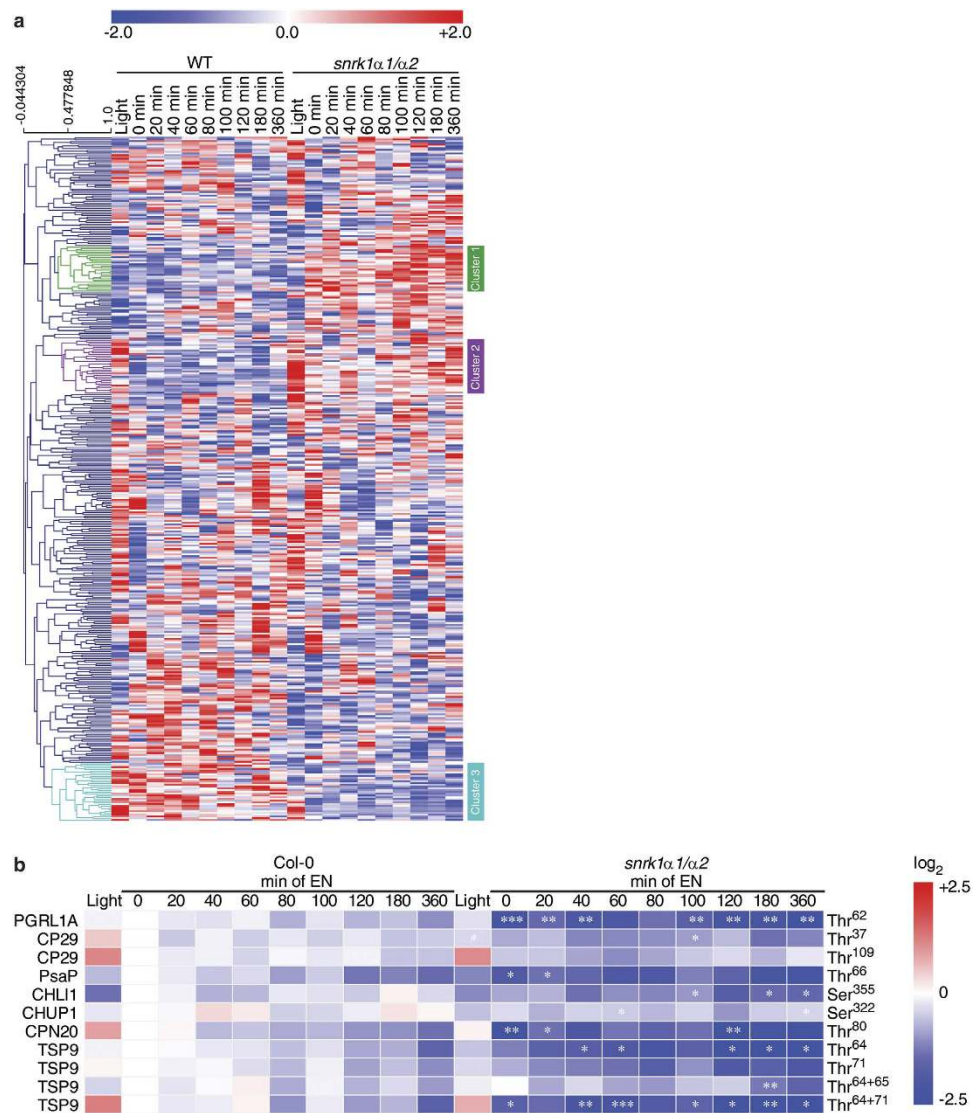 a
-2.0 0.0 +2.0
WT snrk1α1/α2
-0.044304 0.477848 1.0
Light 0 min 20 min 40 min 60 min 80 min 100 min 120 min 180 min 360 min Light 0 min 20 min 40 min 60 min 80 min 100 min 120 min 180 min 360 min
Cluster 1
Cluster 2
Cluster 3
b
Col-0 snrk1α1/α2 log2
min of EN min of EN
Light 0 20 40 60 80 100 120 180 360 Light 0 20 40 60 80 100 120 180 360 +2.5
PGRL1A *** ** ** ** ** ** ** Thr62
CP29 * * Thr37
CP29 Thr109
PsaP * * Thr66
CHLI1 * * * Ser355 0
CHUP1 * * Ser322
CPN20 ** * ** Thr80
TSP9 * * * * * Thr64
TSP9 Thr71
TSP9 ** Thr64+65
TSP9 * ** *** * * ** * Thr64+71 -2.5